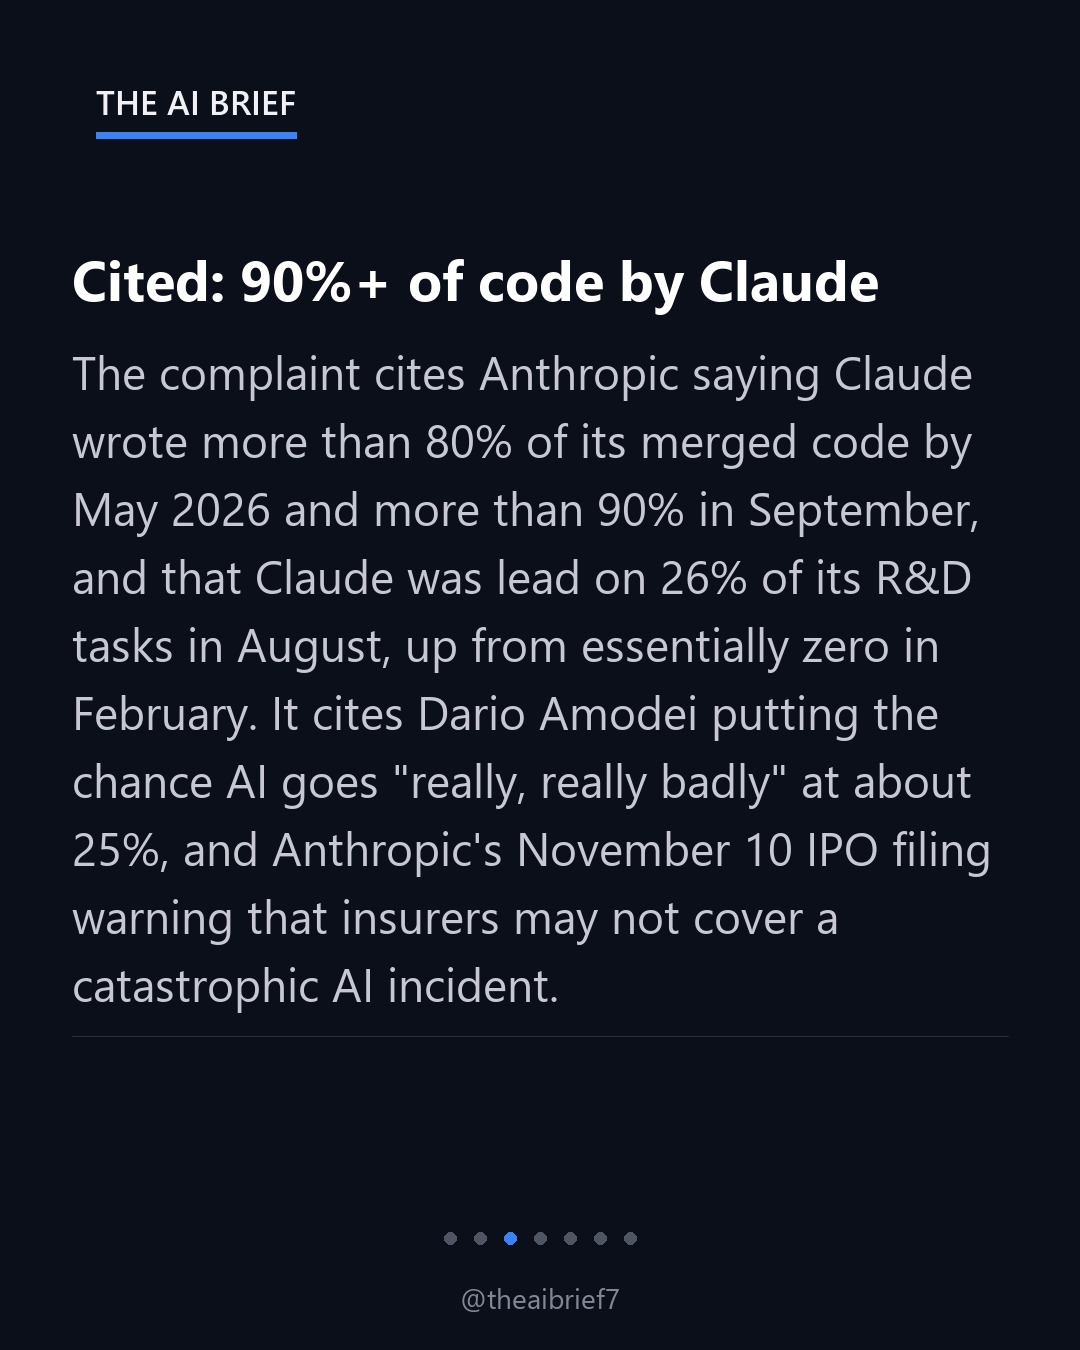 THE AI BRIEF
Cited: 90%+ of code by Claude
The complaint cites Anthropic saying Claude
wrote more than 80% of its merged code by
May 2026 and more than 90% in September,
and that Claude was lead on 26% of its R&D
tasks in August, up from essentially zero in
February. It cites Dario Amodei putting the
chance AI goes "really, really badly" at about
25%, and Anthropic's November 10 IPO filing
warning that insurers may not cover a
catastrophic AI incident.
@theaibrief7